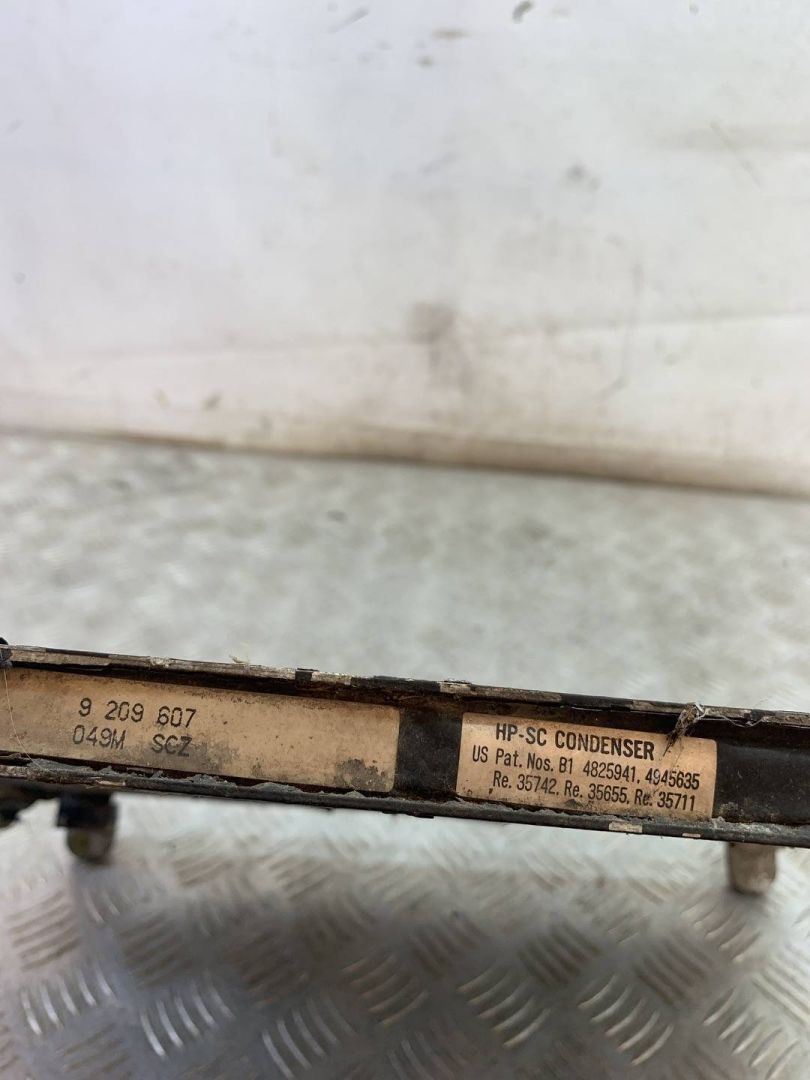 9 209 607
049M SCZ
HP-SC CONDENSER
US Pat. Nos. B1 4825941, 4945635
Re. 35742, Re. 35655, Re. 35711